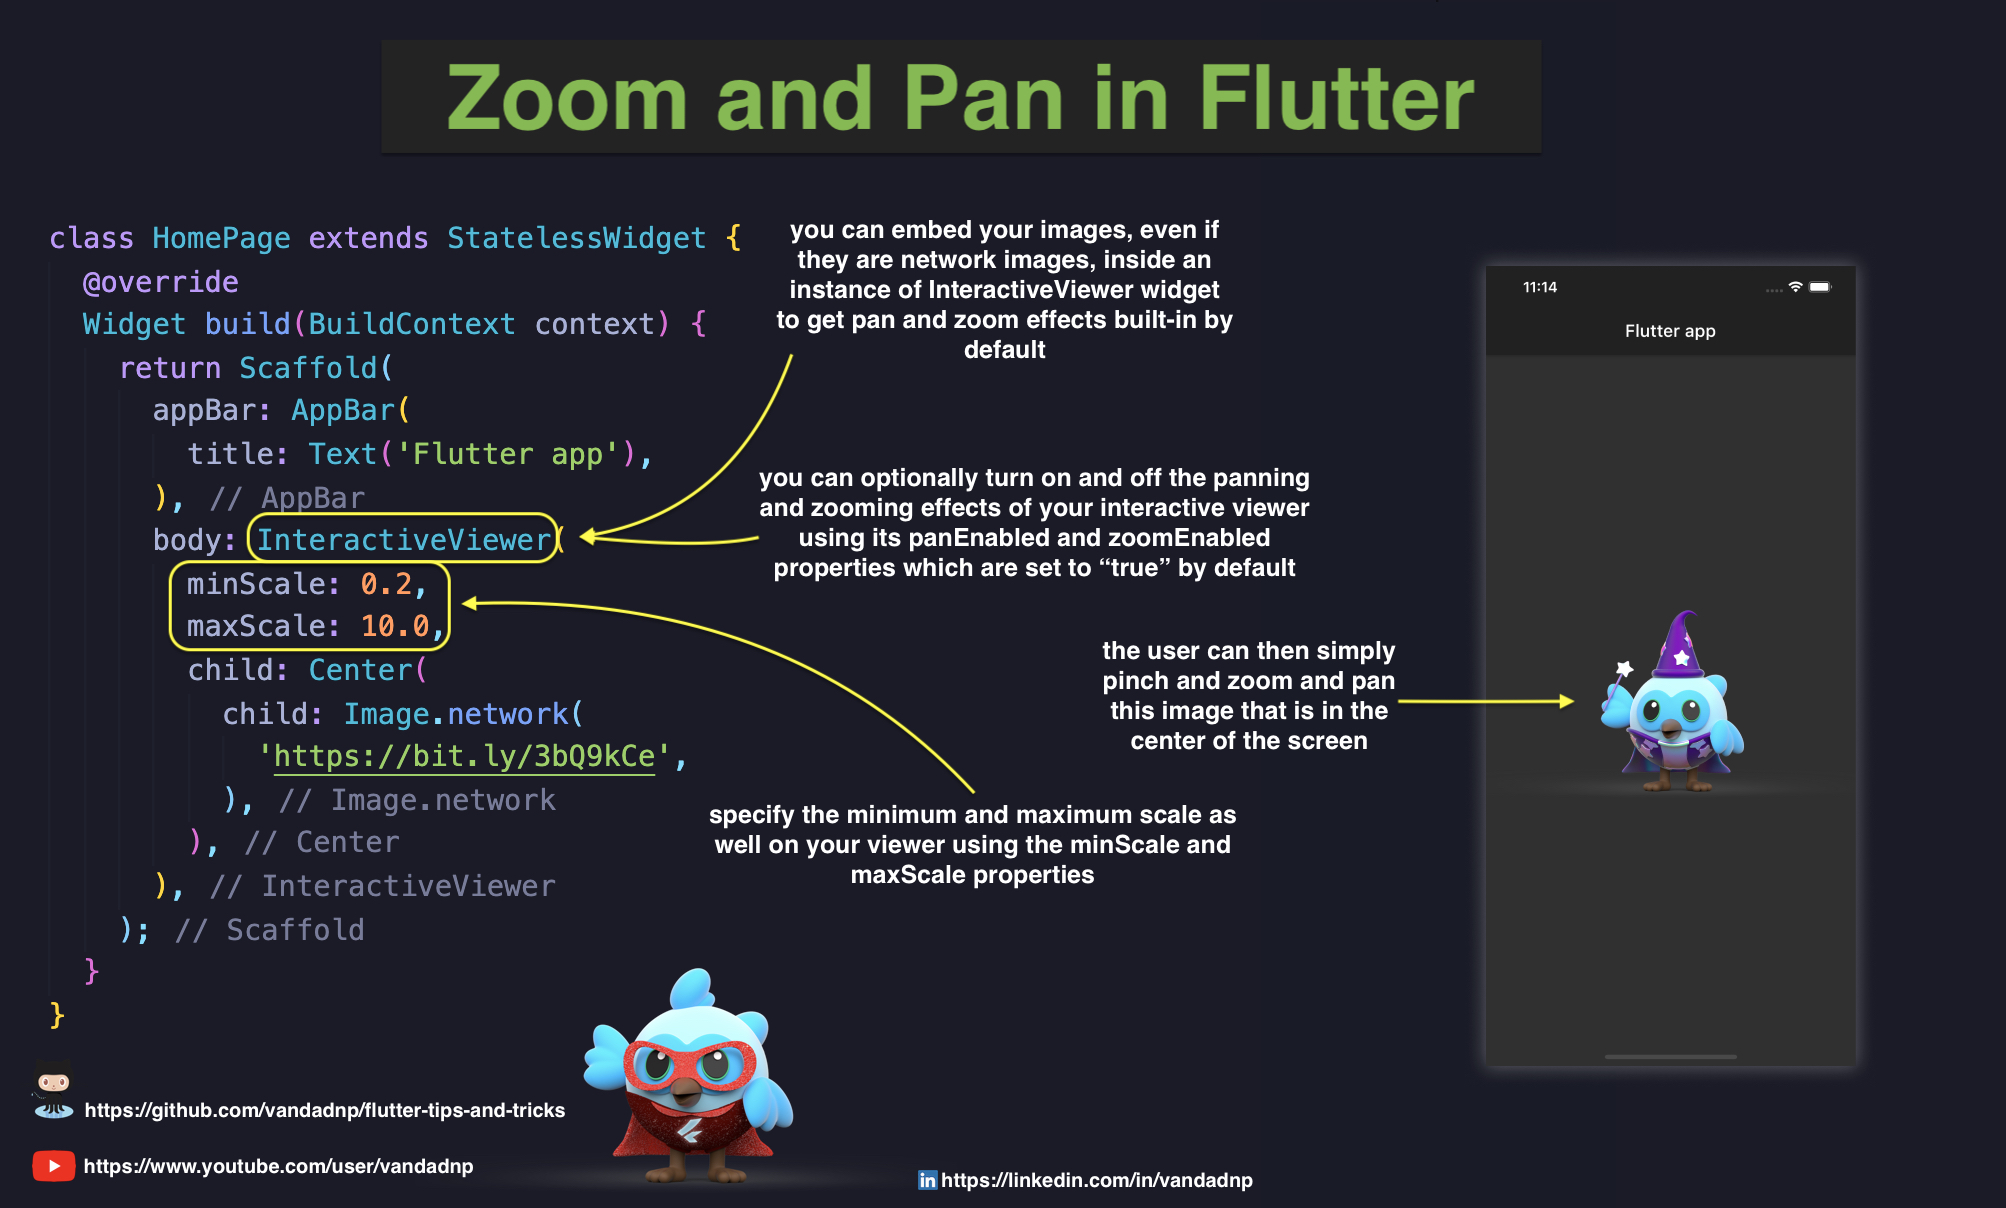 Zoom and Pan in Flutter
class HomePage extends StatelessWidget {
@override
Widget build(BuildContext context) {
return Scaffold(
appBar: AppBar(
title: Text('Flutter app'),
), // AppBar
body: InteractiveViewer(
minScale: 0.2,
maxScale: 10.0,
child: Center(
child: Image.network(
'https://bit.ly/3bQ9kCe',
), // Image.network
), // Center
), // InteractiveViewer
); // Scaffold
}
}
you can embed your images, even if
they are network images, inside an
instance of InteractiveViewer widget
to get pan and zoom effects built-in by
default
you can optionally turn on and off the panning
and zooming effects of your interactive viewer
using its panEnabled and zoomEnabled
properties which are set to “true” by default
the user can then simply
pinch and zoom and pan
this image that is in the
center of the screen
specify the minimum and maximum scale as
well on your viewer using the minScale and
maxScale properties
11:14
Flutter app
https://github.com/vandadnp/flutter-tips-and-tricks
https://www.youtube.com/user/vandadnp
in https://linkedin.com/in/vandadnp